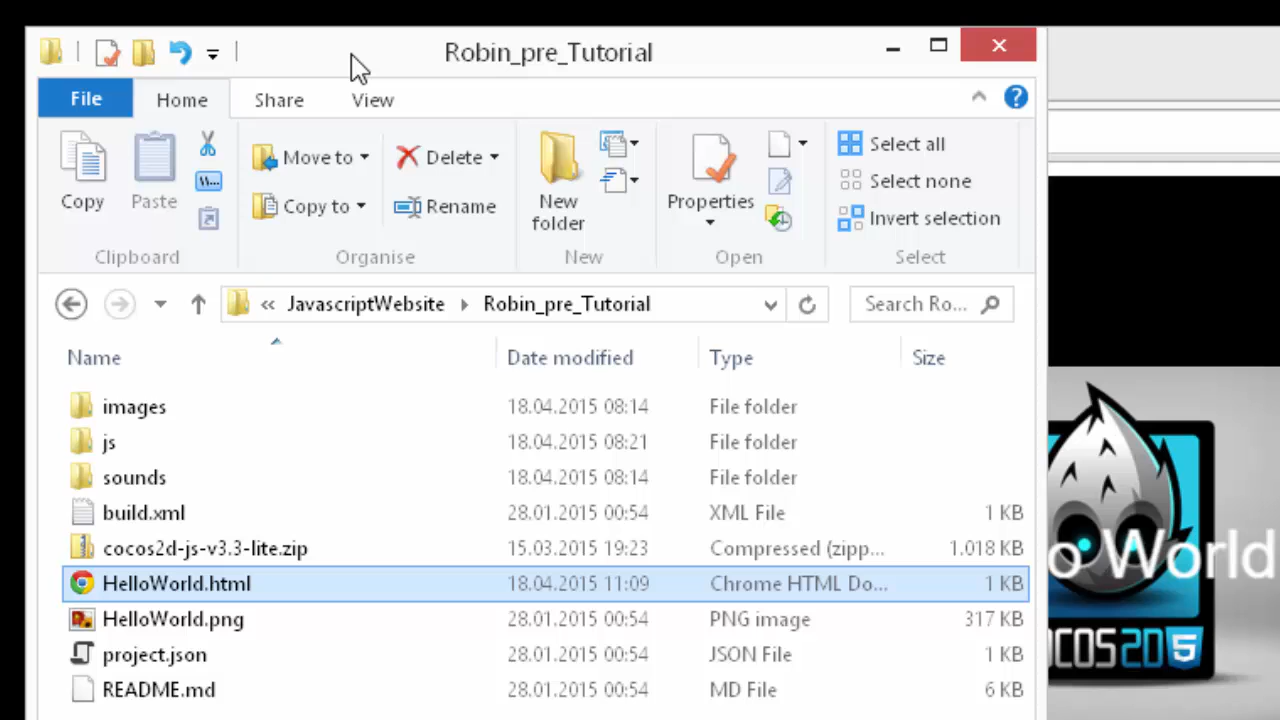 Robin_pre_Tutorial
File Home Share View
Copy Paste Move to Copy to Delete Rename New folder Properties Select all Select none Invert selection
Clipboard Organise New Open Select
« JavascriptWebsite Robin_pre_Tutorial Search Ro...
Name Date modified Type Size
images 18.04.2015 08:14 File folder
js 18.04.2015 08:21 File folder
sounds 18.04.2015 08:14 File folder
build.xml 28.01.2015 00:54 XML File 1 KB
cocos2d-js-v3.3-lite.zip 15.03.2015 19:23 Compressed (zipp... 1.018 KB
HelloWorld.html 18.04.2015 11:09 Chrome HTML Do... 1 KB
HelloWorld.png 28.01.2015 00:54 PNG image 317 KB
project.json 28.01.2015 00:54 JSON File 1 KB
README.md 28.01.2015 00:54 MD File 6 KB
o World
COCOS2D 5